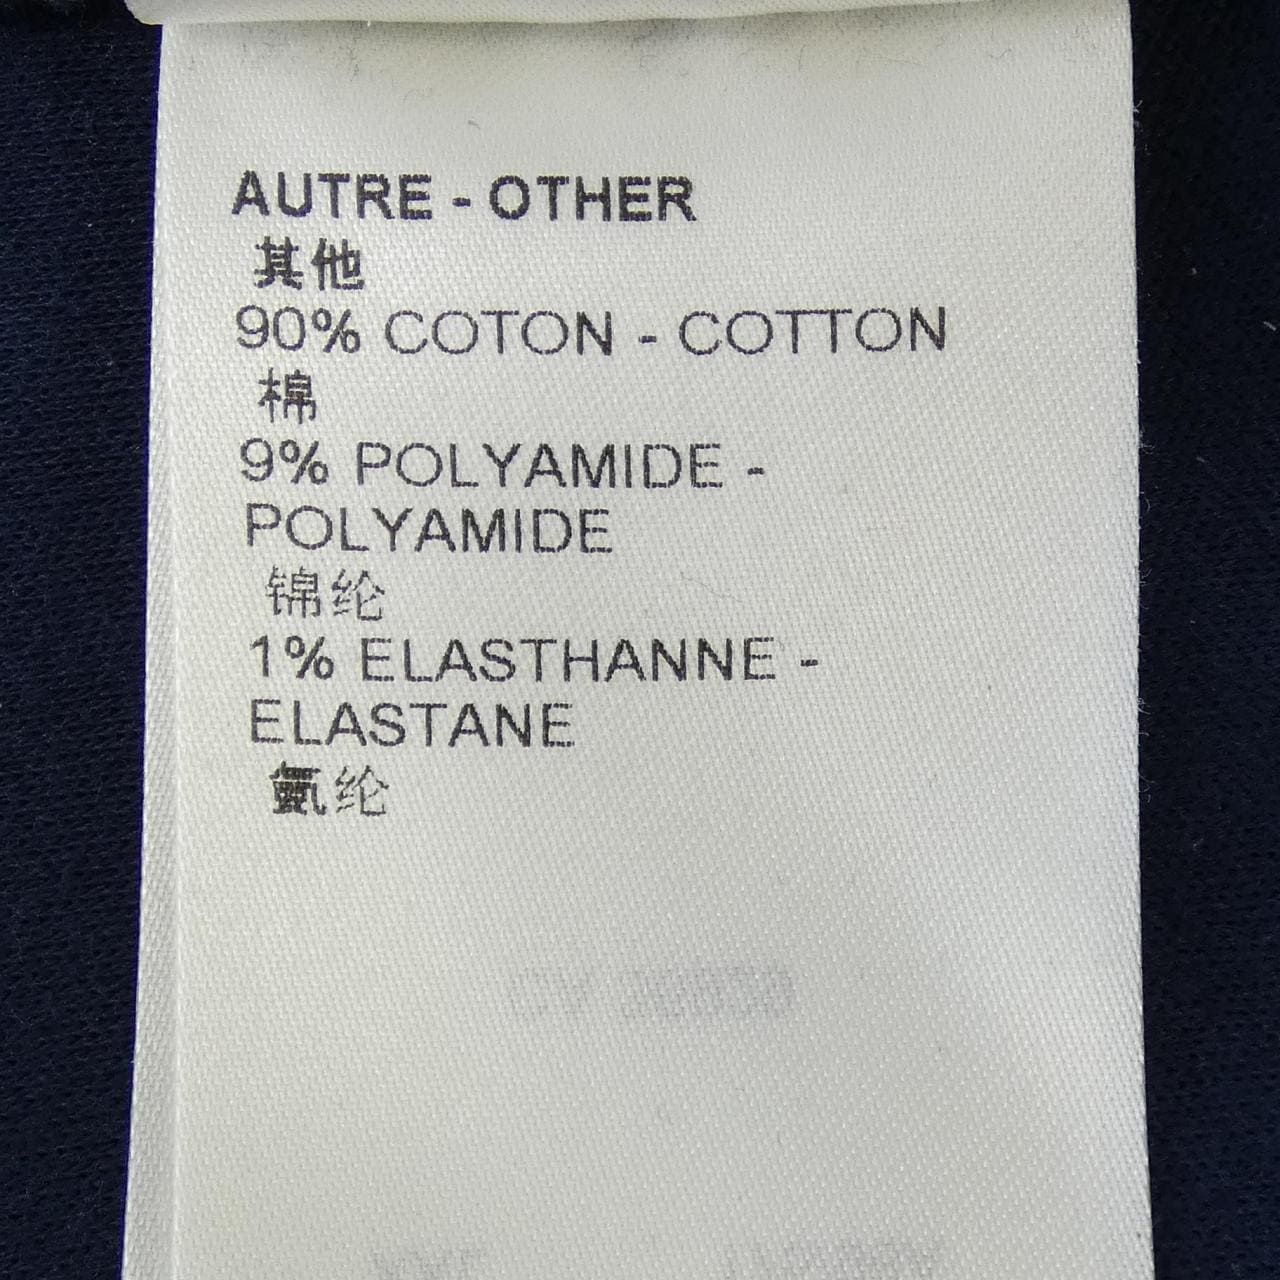 AUTRE - OTHER
其他
90% COTON - COTTON
棉
9% POLYAMIDE -
POLYAMIDE
锦纶
1% ELASTHANNE -
ELASTANE
氨纶